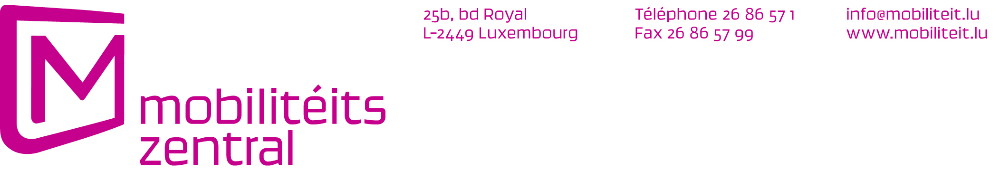 M
mobilitéits
zentral
25b, bd Royal
L-2449 Luxembourg
Téléphone 26 86 57 1
Fax 26 86 57 99
info@mobiliteit.lu
www.mobiliteit.lu